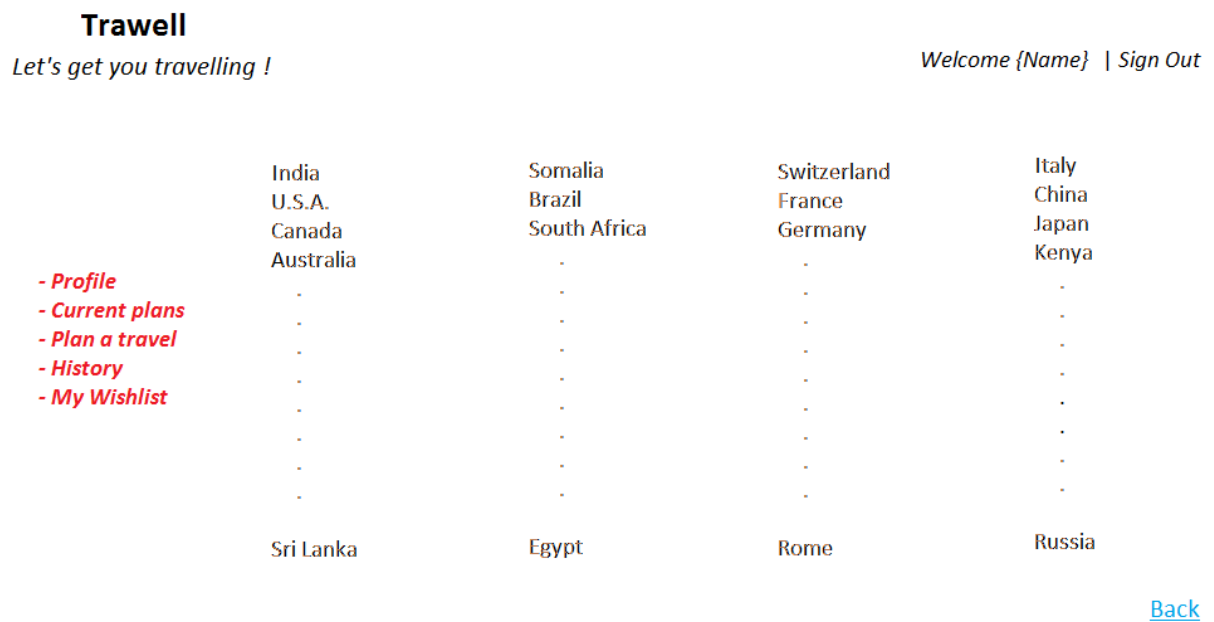 Trawell
Let's get you travelling !
Welcome {Name} | Sign Out
- Profile
- Current plans
- Plan a travel
- History
- My Wishlist
India
U.S.A.
Canada
Australia
.
.
.
.
.
.
.
.
Sri Lanka
Somalia
Brazil
South Africa
.
.
.
.
.
.
.
.
.
Egypt
Switzerland
France
Germany
.
.
.
.
.
.
.
.
.
Rome
Italy
China
Japan
Kenya
.
.
.
.
.
.
.
.
Russia
Back